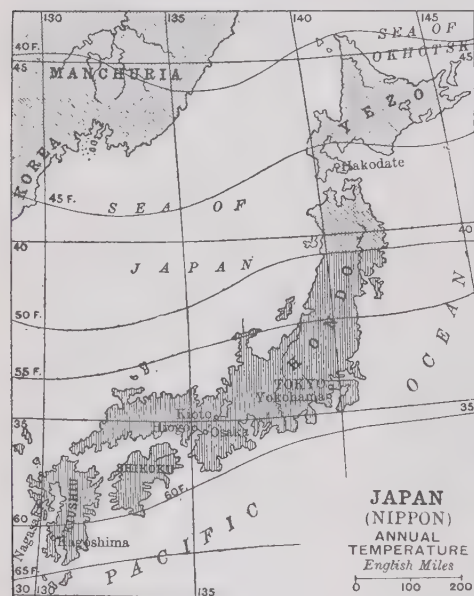 130
135
140
145
40 F.
45
SEA OF
OKHOTSK
45
MANCHURIA
YEZO
KOREA
Hakodate
45 F.
SEA OF
JAPAN
40
40
50 F.
HONDO
OCEAN
55 F.
TOKYO
Yokohama
35
Kioto
Hiogo
Osaka
35
SHIKOKU
60 F.
KIUSHIU
Nagasaki
60
Kagoshima
PACIFIC
65 F.
30
130
135
JAPAN
(NIPPON)
ANNUAL
TEMPERATURE
English Miles
0 100 200